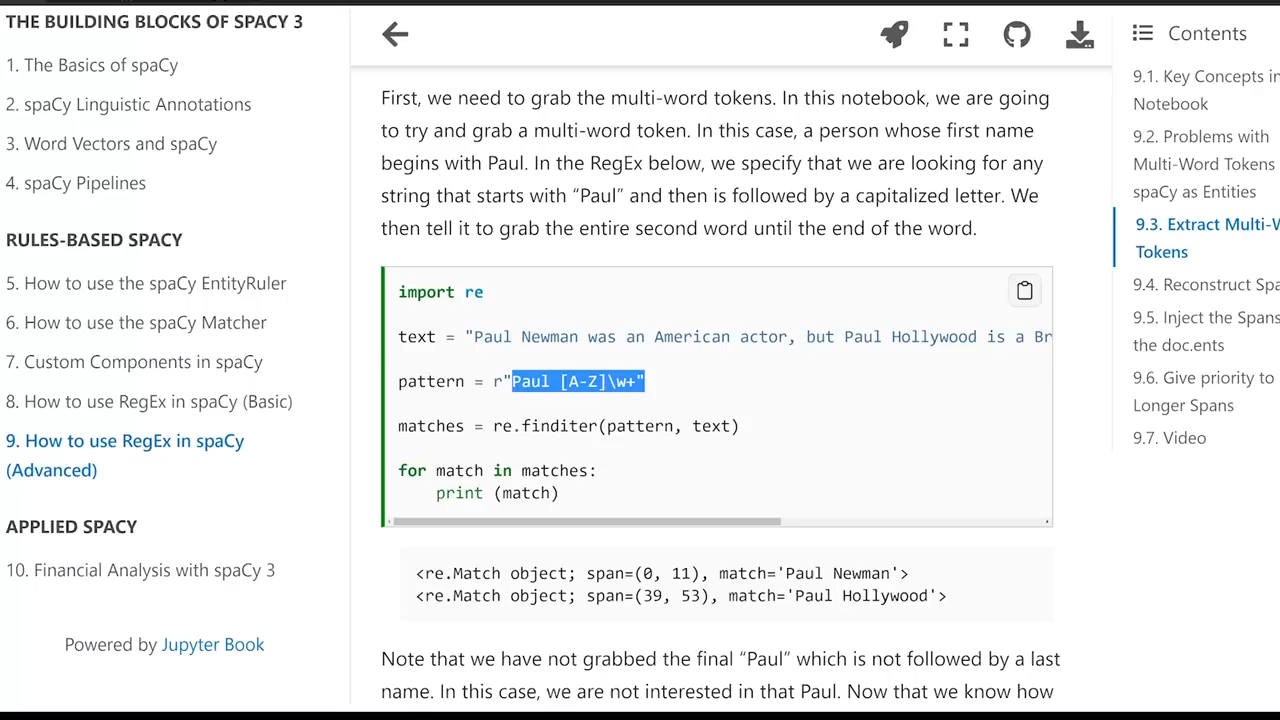 THE BUILDING BLOCKS OF SPACY 3
1. The Basics of spaCy
2. spaCy Linguistic Annotations
3. Word Vectors and spaCy
4. spaCy Pipelines
RULES-BASED SPACY
5. How to use the spaCy EntityRuler
6. How to use the spaCy Matcher
7. Custom Components in spaCy
8. How to use RegEx in spaCy (Basic)
9. How to use RegEx in spaCy
(Advanced)
APPLIED SPACY
10. Financial Analysis with spaCy 3
Powered by Jupyter Book
First, we need to grab the multi-word tokens. In this notebook, we are going
to try and grab a multi-word token. In this case, a person whose first name
begins with Paul. In the RegEx below, we specify that we are looking for any
string that starts with “Paul” and then is followed by a capitalized letter. We
then tell it to grab the entire second word until the end of the word.
import re
text = "Paul Newman was an American actor, but Paul Hollywood is a Br
pattern = r"Paul [A-Z]\w+"
matches = re.finditer(pattern, text)
for match in matches:
print (match)
<re.Match object; span=(0, 11), match='Paul Newman'>
<re.Match object; span=(39, 53), match='Paul Hollywood'>
Note that we have not grabbed the final “Paul” which is not followed by a last
name. In this case, we are not interested in that Paul. Now that we know how
Contents
9.1. Key Concepts in
Notebook
9.2. Problems with
Multi-Word Tokens
spaCy as Entities
9.3. Extract Multi-W
Tokens
9.4. Reconstruct Spa
9.5. Inject the Spans
the doc.ents
9.6. Give priority to
Longer Spans
9.7. Video